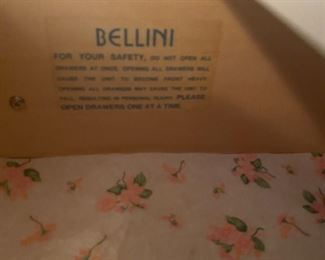 BELLINI
FOR YOUR SAFETY, DO NOT OPEN ALL
DRAWERS AT ONCE. OPENING ALL DRAWERS WILL
CAUSE THE UNIT TO BECOME FRONT HEAVY.
OPENING ALL DRAWERS MAY CAUSE THE UNIT TO
FALL, RESULTING IN PERSONAL INJURY. PLEASE
OPEN DRAWERS ONE AT A TIME.